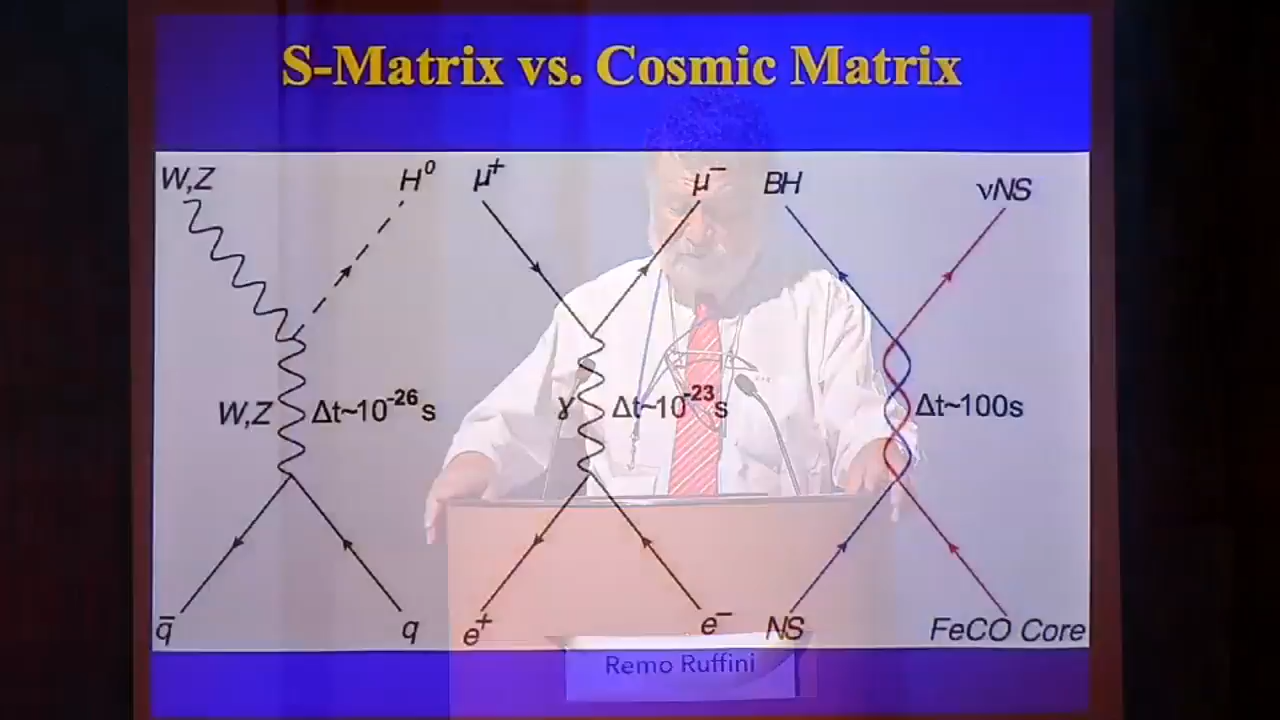 S-Matrix vs. Cosmic Matrix
W,Z H⁰ μ⁺ μ⁻ BH νNS
W,Z Δt~10⁻²⁶s γ Δt~10⁻²³s Δt~100s
q̅ q e⁺ e⁻ NS FeCO Core
Remo Ruffini